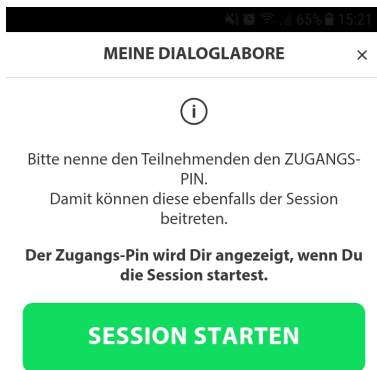 65% 15:21
MEINE DIALOGLABORE ×
i
Bitte nenne den Teilnehmenden den ZUGANGS-
PIN.
Damit können diese ebenfalls der Session
beitreten.
Der Zugangs-Pin wird Dir angezeigt, wenn Du
die Session startest.
SESSION STARTEN